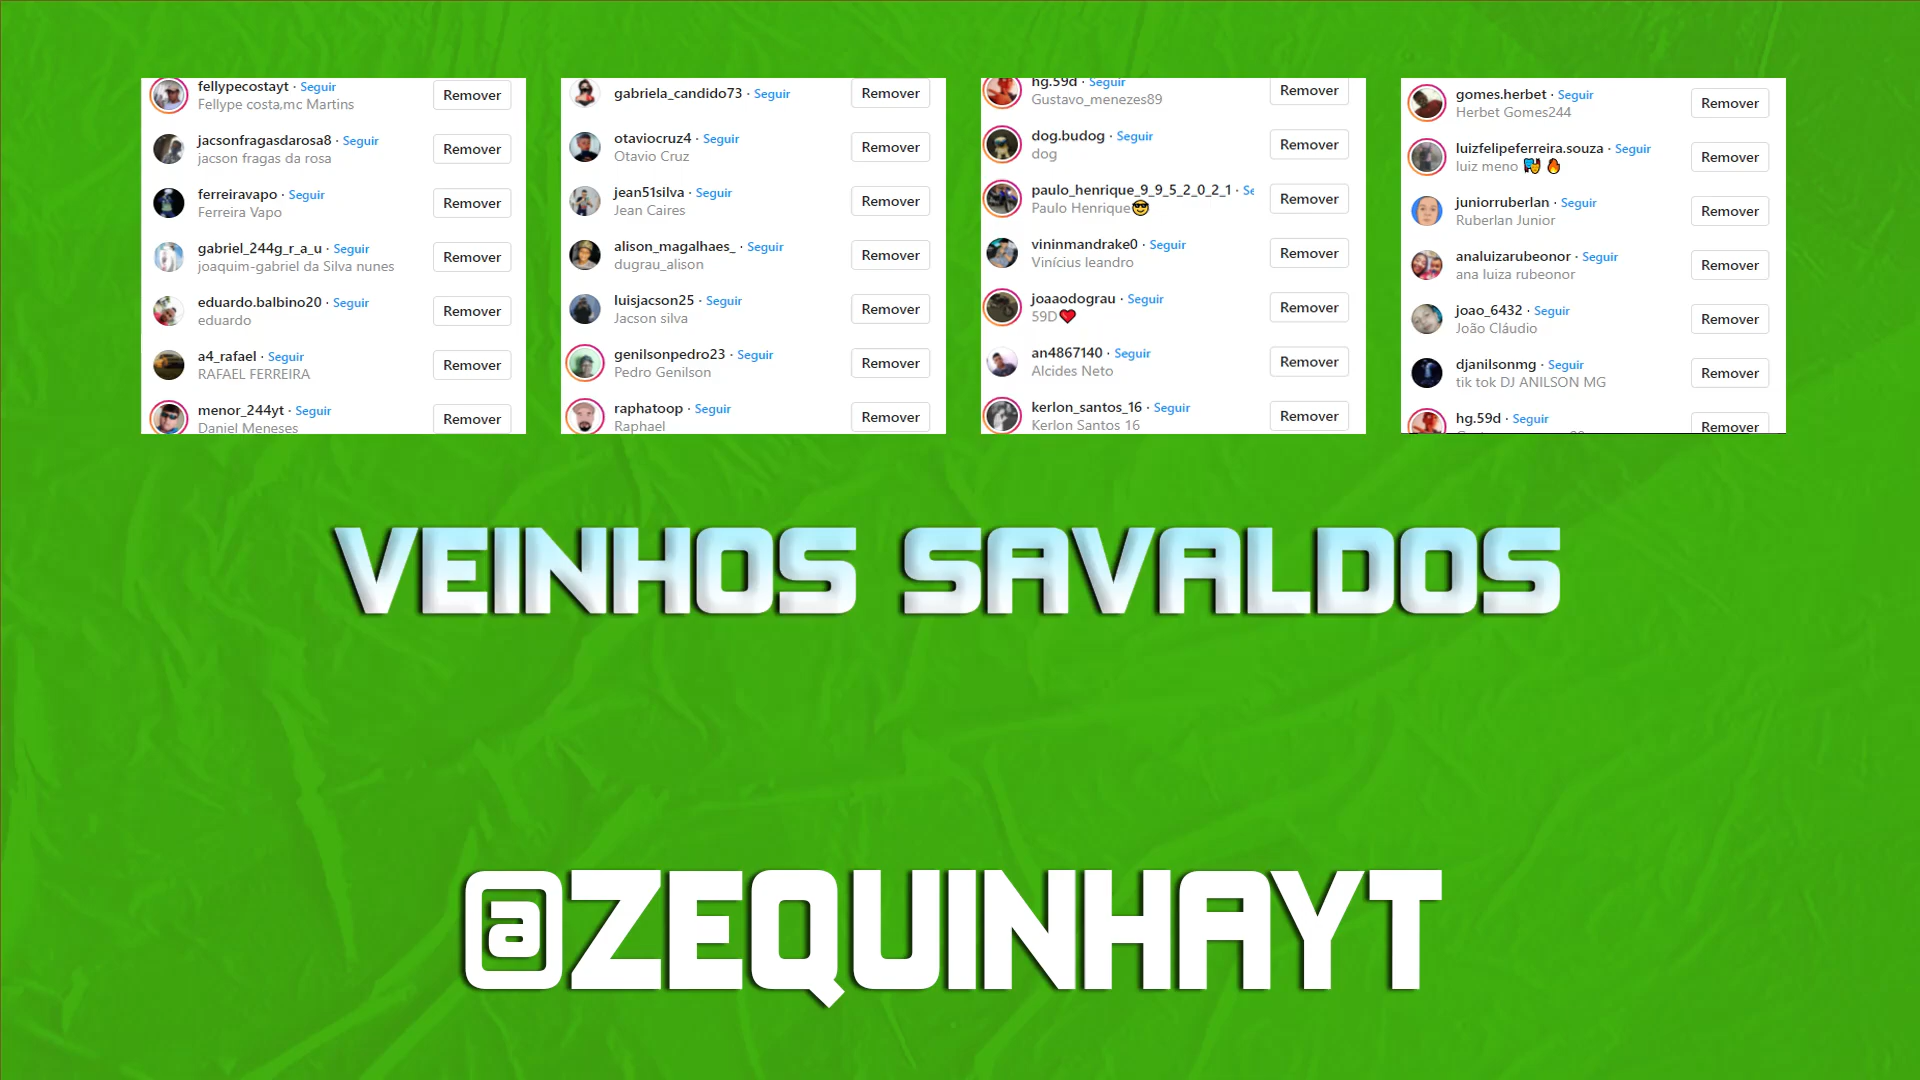 fellypecostayt · Seguir
Fellype costa,mc Martins
Remover
jacsonfragasdarosa8 · Seguir
jacson fragas da rosa
Remover
ferreiravapo · Seguir
Ferreira Vapo
Remover
gabriel_244g_r_a_u · Seguir
joaquim-gabriel da Silva nunes
Remover
eduardo.balbino20 · Seguir
eduardo
Remover
a4_rafael · Seguir
RAFAEL FERREIRA
Remover
menor_244yt · Seguir
Daniel Meneses
Remover
gabriela_candido73 · Seguir
Remover
otaviocruz4 · Seguir
Otavio Cruz
Remover
jean51silva · Seguir
Jean Caires
Remover
alison_magalhaes_ · Seguir
dugrau_alison
Remover
luisjacson25 · Seguir
Jacson silva
Remover
genilsonpedro23 · Seguir
Pedro Genilson
Remover
raphatoop · Seguir
Raphael
Remover
hg.59d · Seguir
Gustavo_menezes89
Remover
dog.budog · Seguir
dog
Remover
paulo_henrique_9_9_5_2_0_2_1 · Se
Paulo Henrique😎
Remover
vininmandrake0 · Seguir
Vinícius leandro
Remover
joaaodograu · Seguir
59D❤️
Remover
an4867140 · Seguir
Alcides Neto
Remover
kerlon_santos_16 · Seguir
Kerlon Santos 16
Remover
gomes.herbet · Seguir
Herbet Gomes244
Remover
luizfelipeferreira.souza · Seguir
luiz meno 🎭 🔥
Remover
juniorruberlan · Seguir
Ruberlan Junior
Remover
analuizarubeonor · Seguir
ana luiza rubeonor
Remover
joao_6432 · Seguir
João Cláudio
Remover
djanilsonmg · Seguir
tik tok DJ ANILSON MG
Remover
hg.59d · Seguir
Remover
VEINHOS SAVALDOS
@ZEQUINHAYT